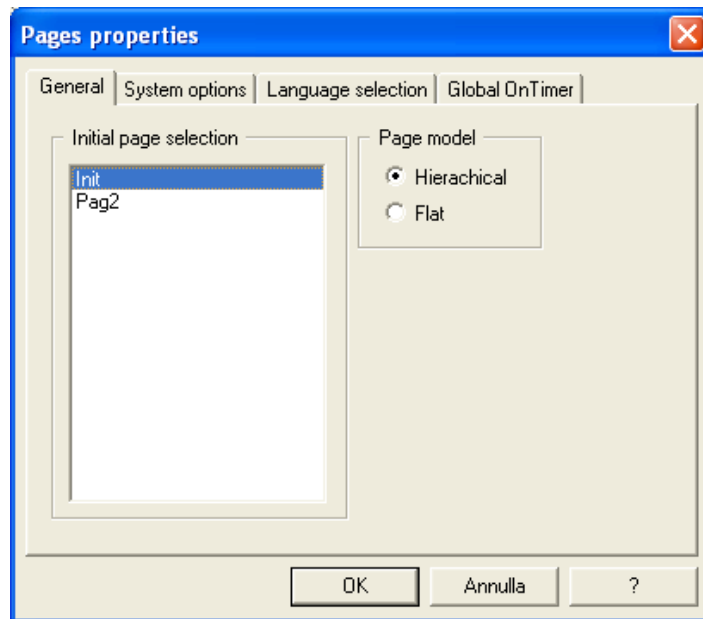 Pages properties
General System options Language selection Global OnTimer
Initial page selection
Init
Pag2
Page model
Hierachical
Flat
OK Annulla ?